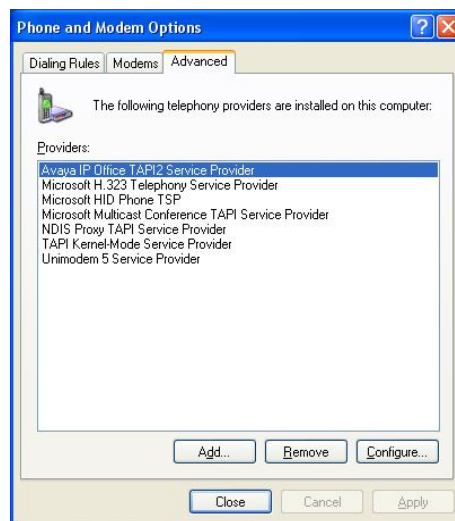 Phone and Modem Options
Dialing Rules Modems Advanced
The following telephony providers are installed on this computer:
Providers:
Avaya IP Office TAPI2 Service Provider
Microsoft H.323 Telephony Service Provider
Microsoft HID Phone TSP
Microsoft Multicast Conference TAPI Service Provider
NDIS Proxy TAPI Service Provider
TAPI Kernel-Mode Service Provider
Unimodem 5 Service Provider
Add... Remove Configure...
Close Cancel Apply